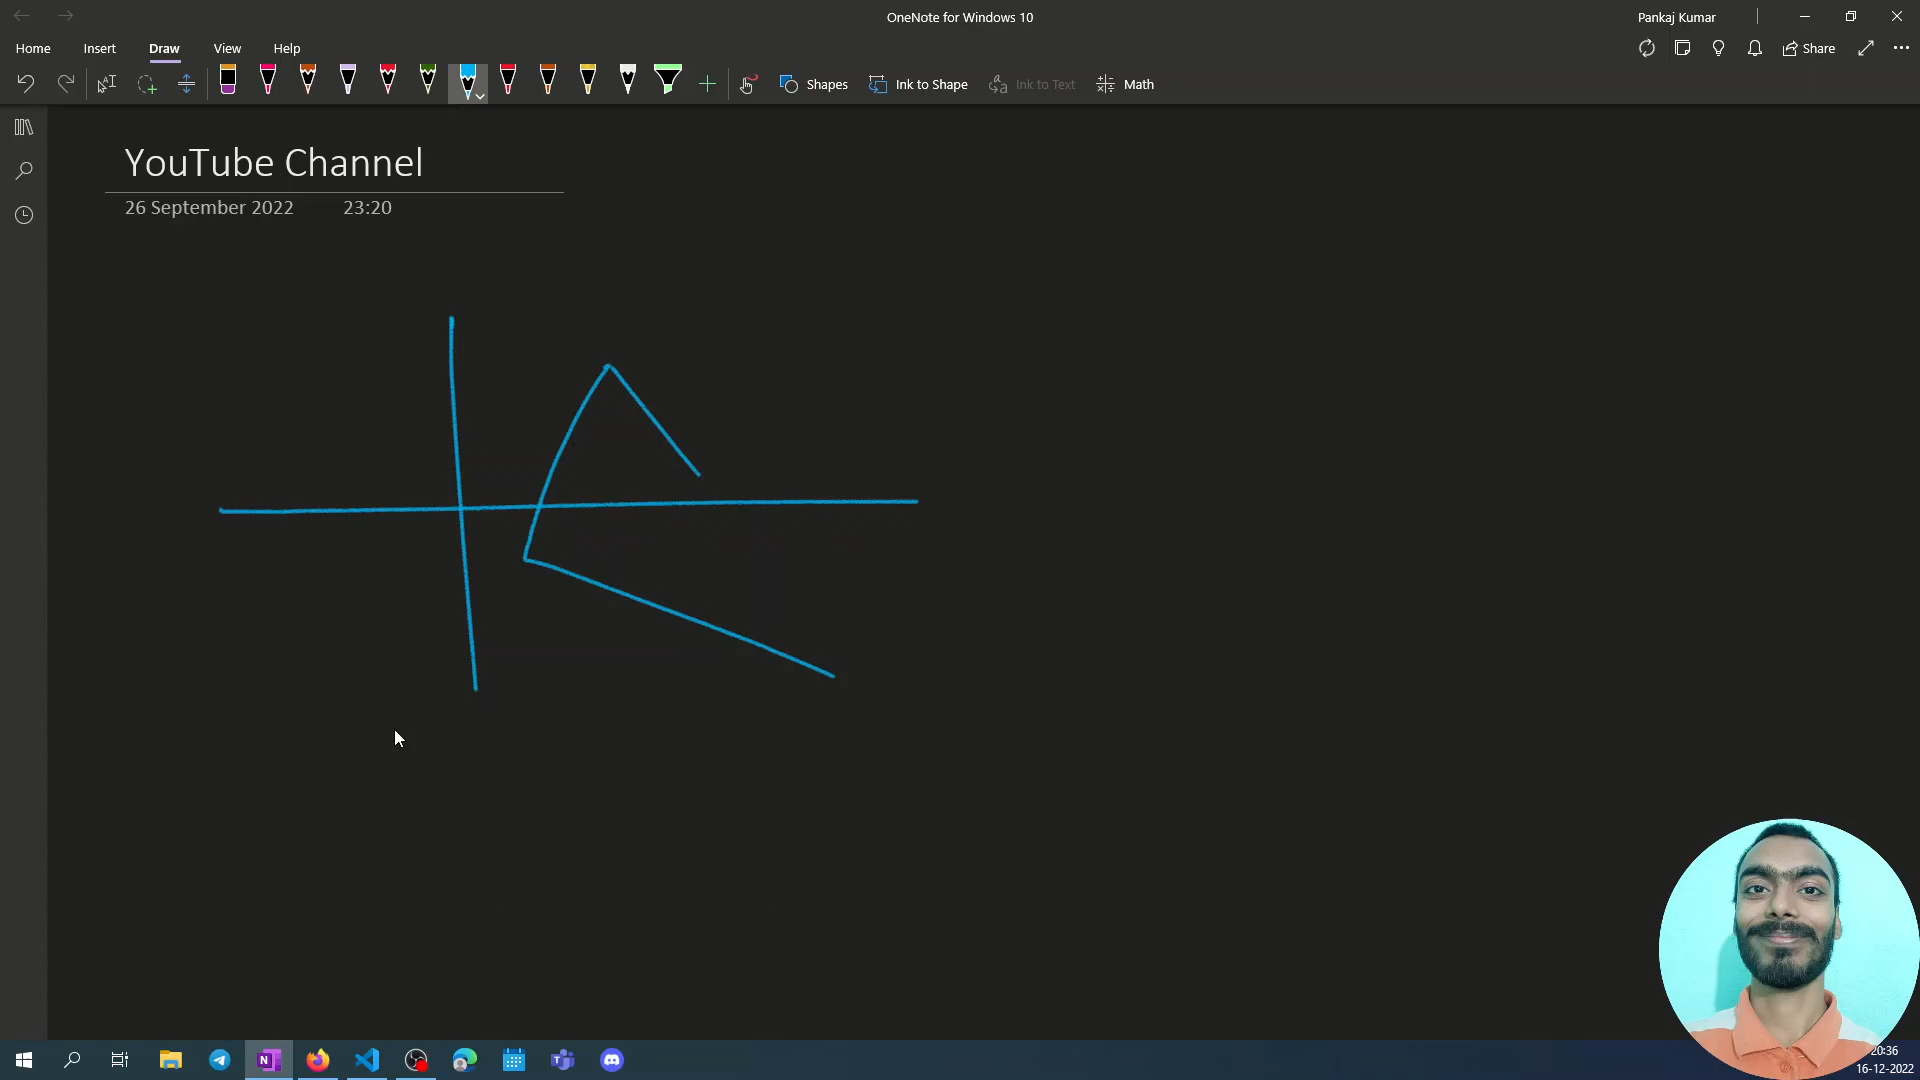 OneNote for Windows 10
Pankaj Kumar
Home Insert Draw View Help
Share
Shapes Ink to Shape Ink to Text Math
YouTube Channel
26 September 2022 23:20
20:36
16-12-2022